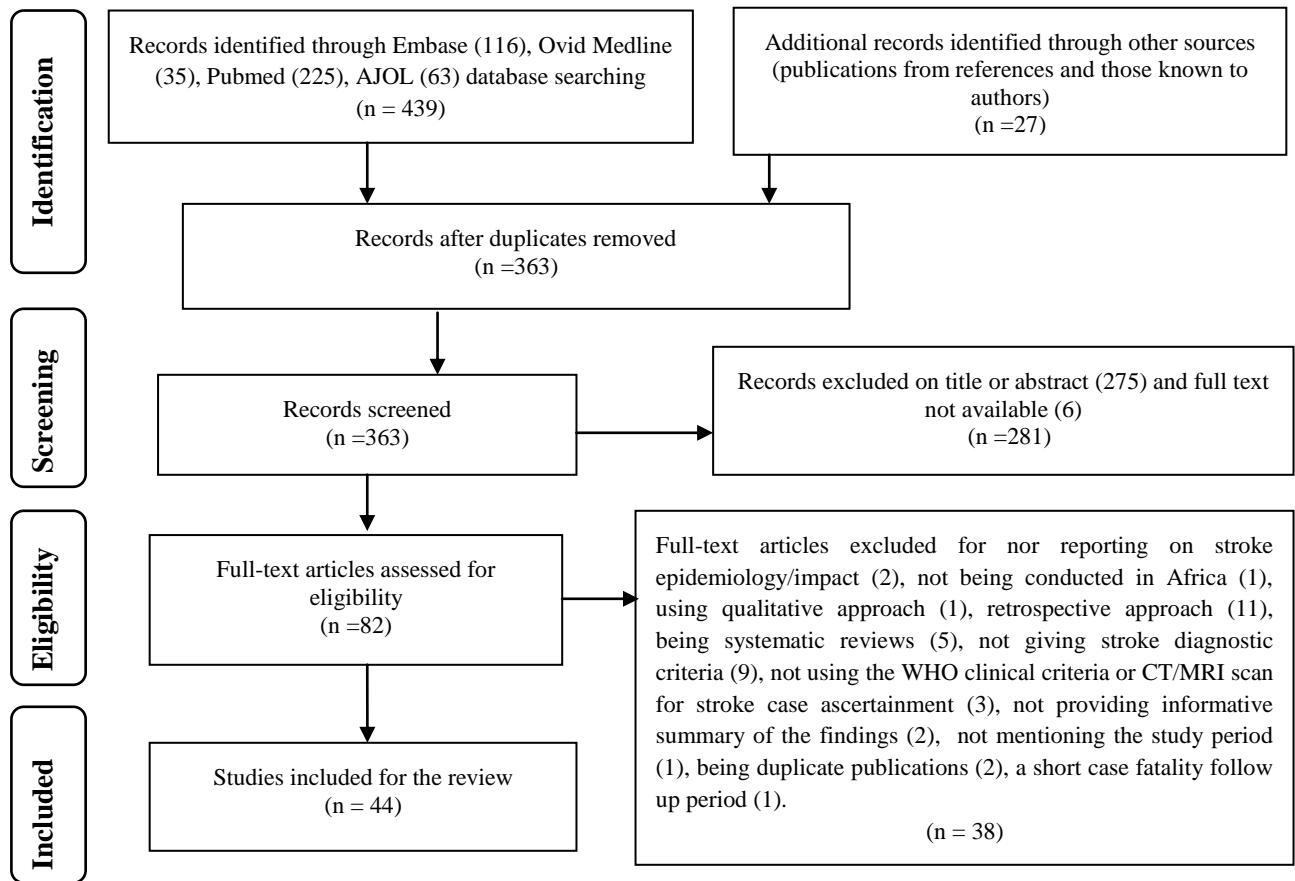 Identification
Records identified through Embase (116), Ovid Medline
(35), Pubmed (225), AJOL (63) database searching
(n = 439)
Additional records identified through other sources
(publications from references and those known to
authors)
(n =27)
Records after duplicates removed
(n =363)
Screening
Records screened
(n =363)
Records excluded on title or abstract (275) and full text
not available (6)
(n =281)
Eligibility
Full-text articles assessed for
eligibility
(n =82)
Full-text articles excluded for nor reporting on stroke
epidemiology/impact (2), not being conducted in Africa (1),
using qualitative approach (1), retrospective approach (11),
being systematic reviews (5), not giving stroke diagnostic
criteria (9), not using the WHO clinical criteria or CT/MRI scan
for stroke case ascertainment (3), not providing informative
summary of the findings (2), not mentioning the study period
(1), being duplicate publications (2), a short case fatality follow
up period (1).
(n = 38)
Included
Studies included for the review
(n = 44)